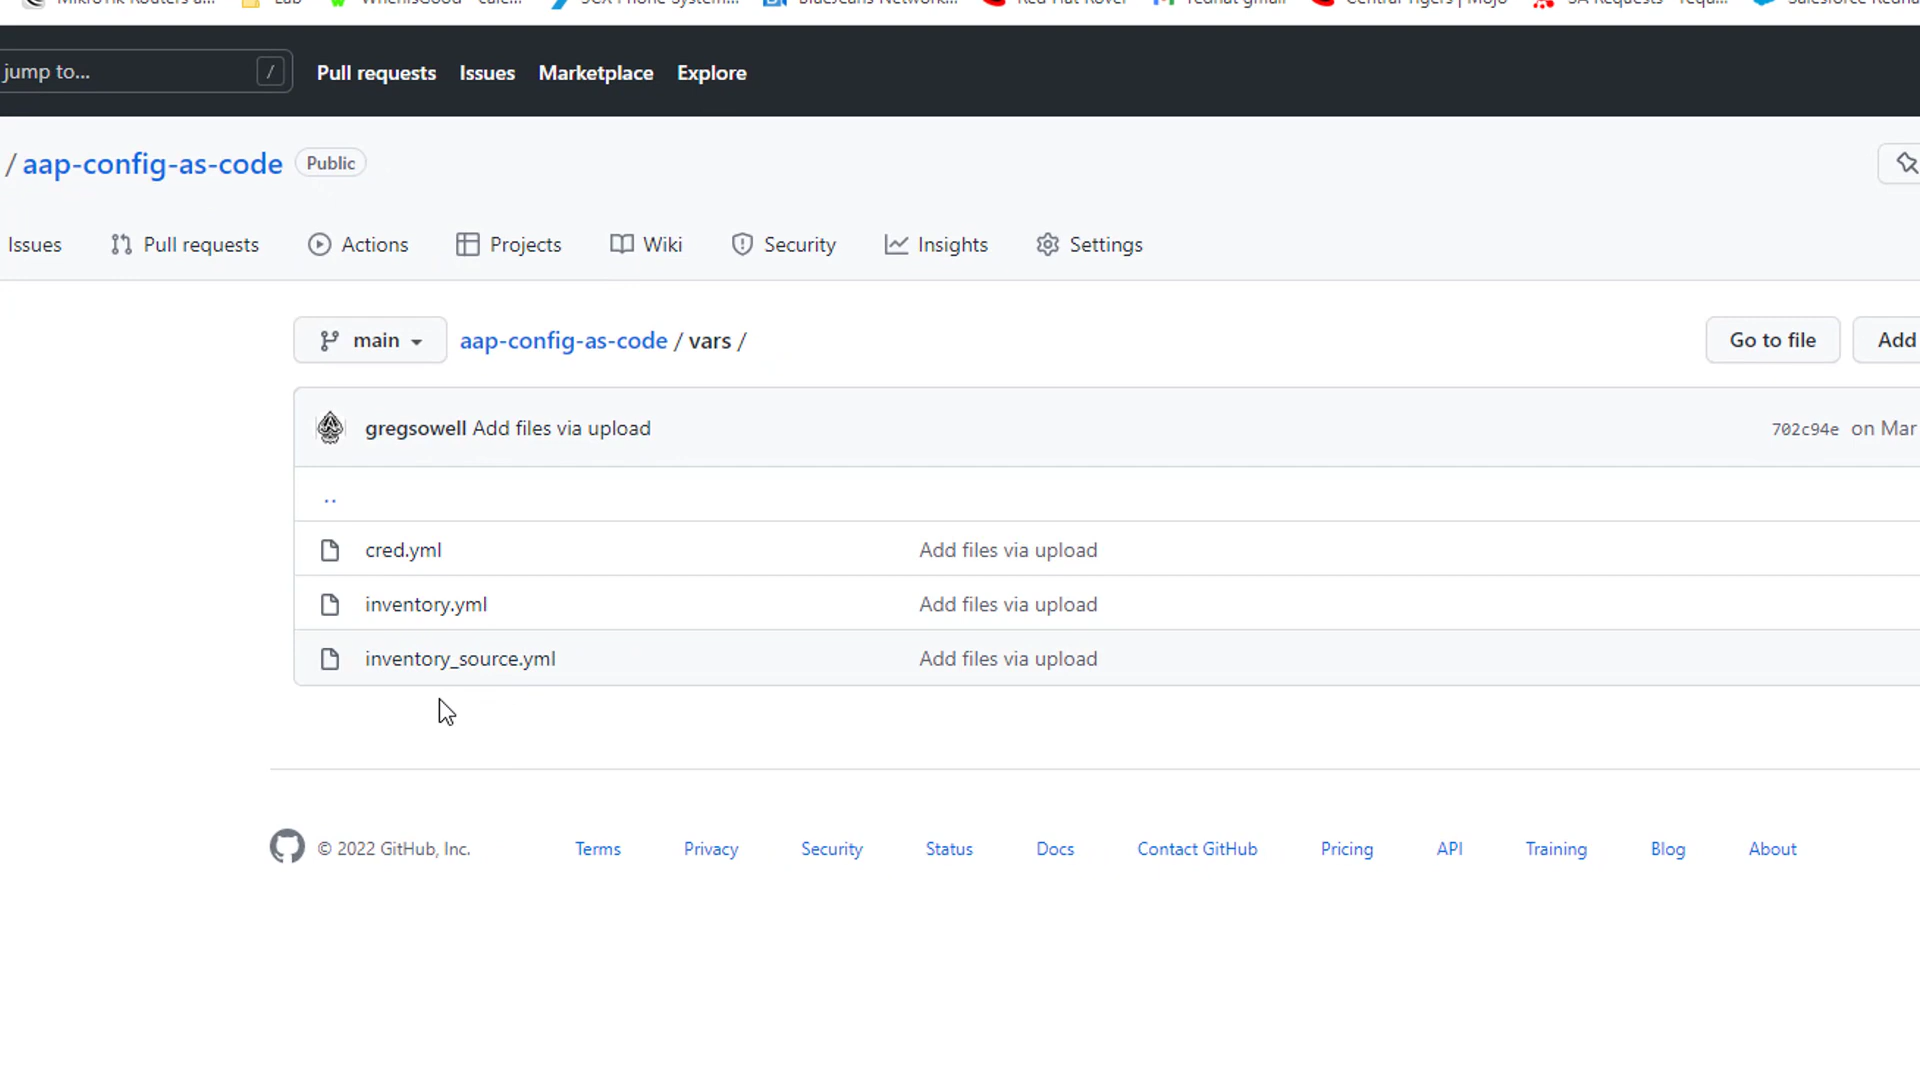 jump to... /
Pull requests Issues Marketplace Explore
/ aap-config-as-code Public
Issues Pull requests Actions Projects Wiki Security Insights Settings
main aap-config-as-code / vars / Go to file Add
gregsowell Add files via upload 702c94e on Mar
..
cred.yml Add files via upload
inventory.yml Add files via upload
inventory_source.yml Add files via upload
© 2022 GitHub, Inc. Terms Privacy Security Status Docs Contact GitHub Pricing API Training Blog About